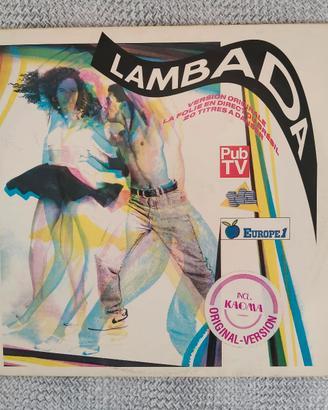 LAMBADA
VERSION ORIGINALE
LA FOLIE EN DIRECT DU BRESIL
20 TITRES A DANSER
Pub
TV
EUROPE 1
INCL.
KAOMA
ORIGINAL-VERSION